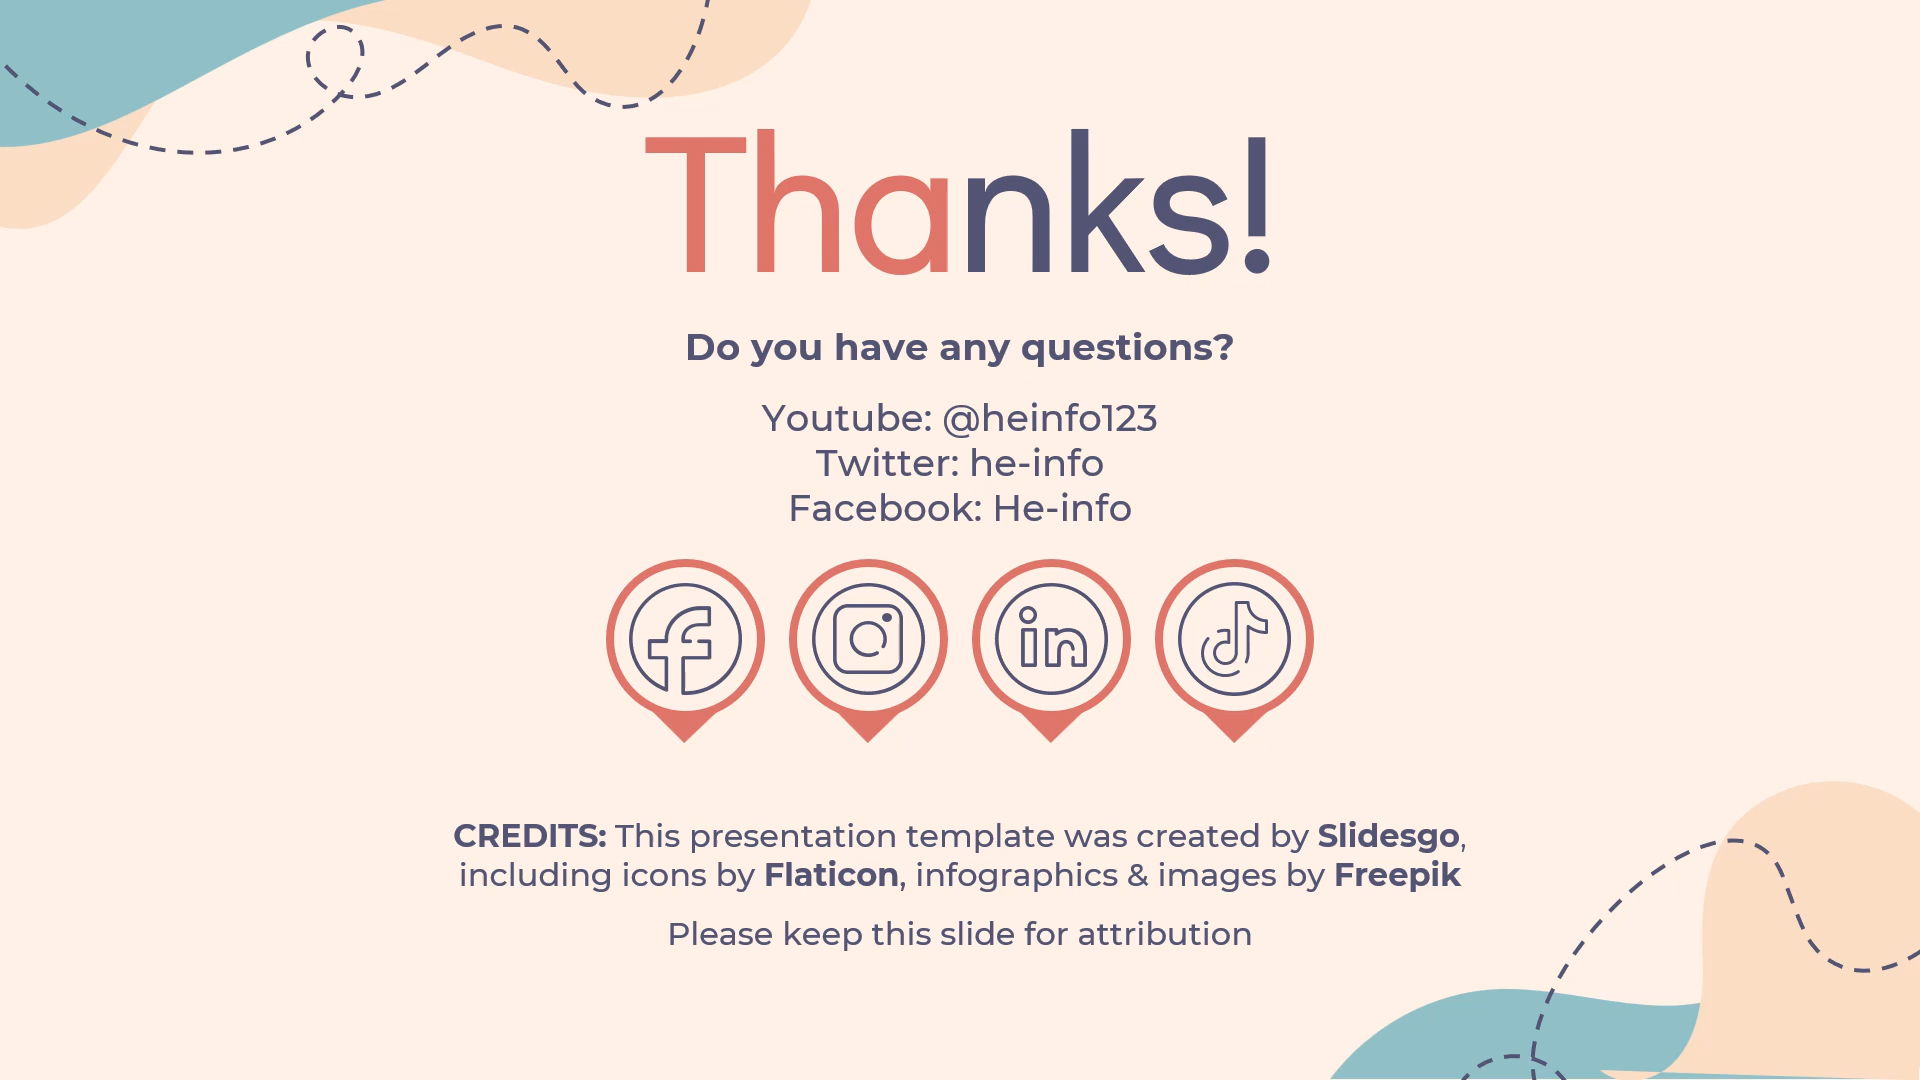 Thanks!
Do you have any questions?
Youtube: @heinfo123
Twitter: he-info
Facebook: He-info
in
CREDITS: This presentation template was created by Slidesgo,
including icons by Flaticon, infographics & images by Freepik
Please keep this slide for attribution